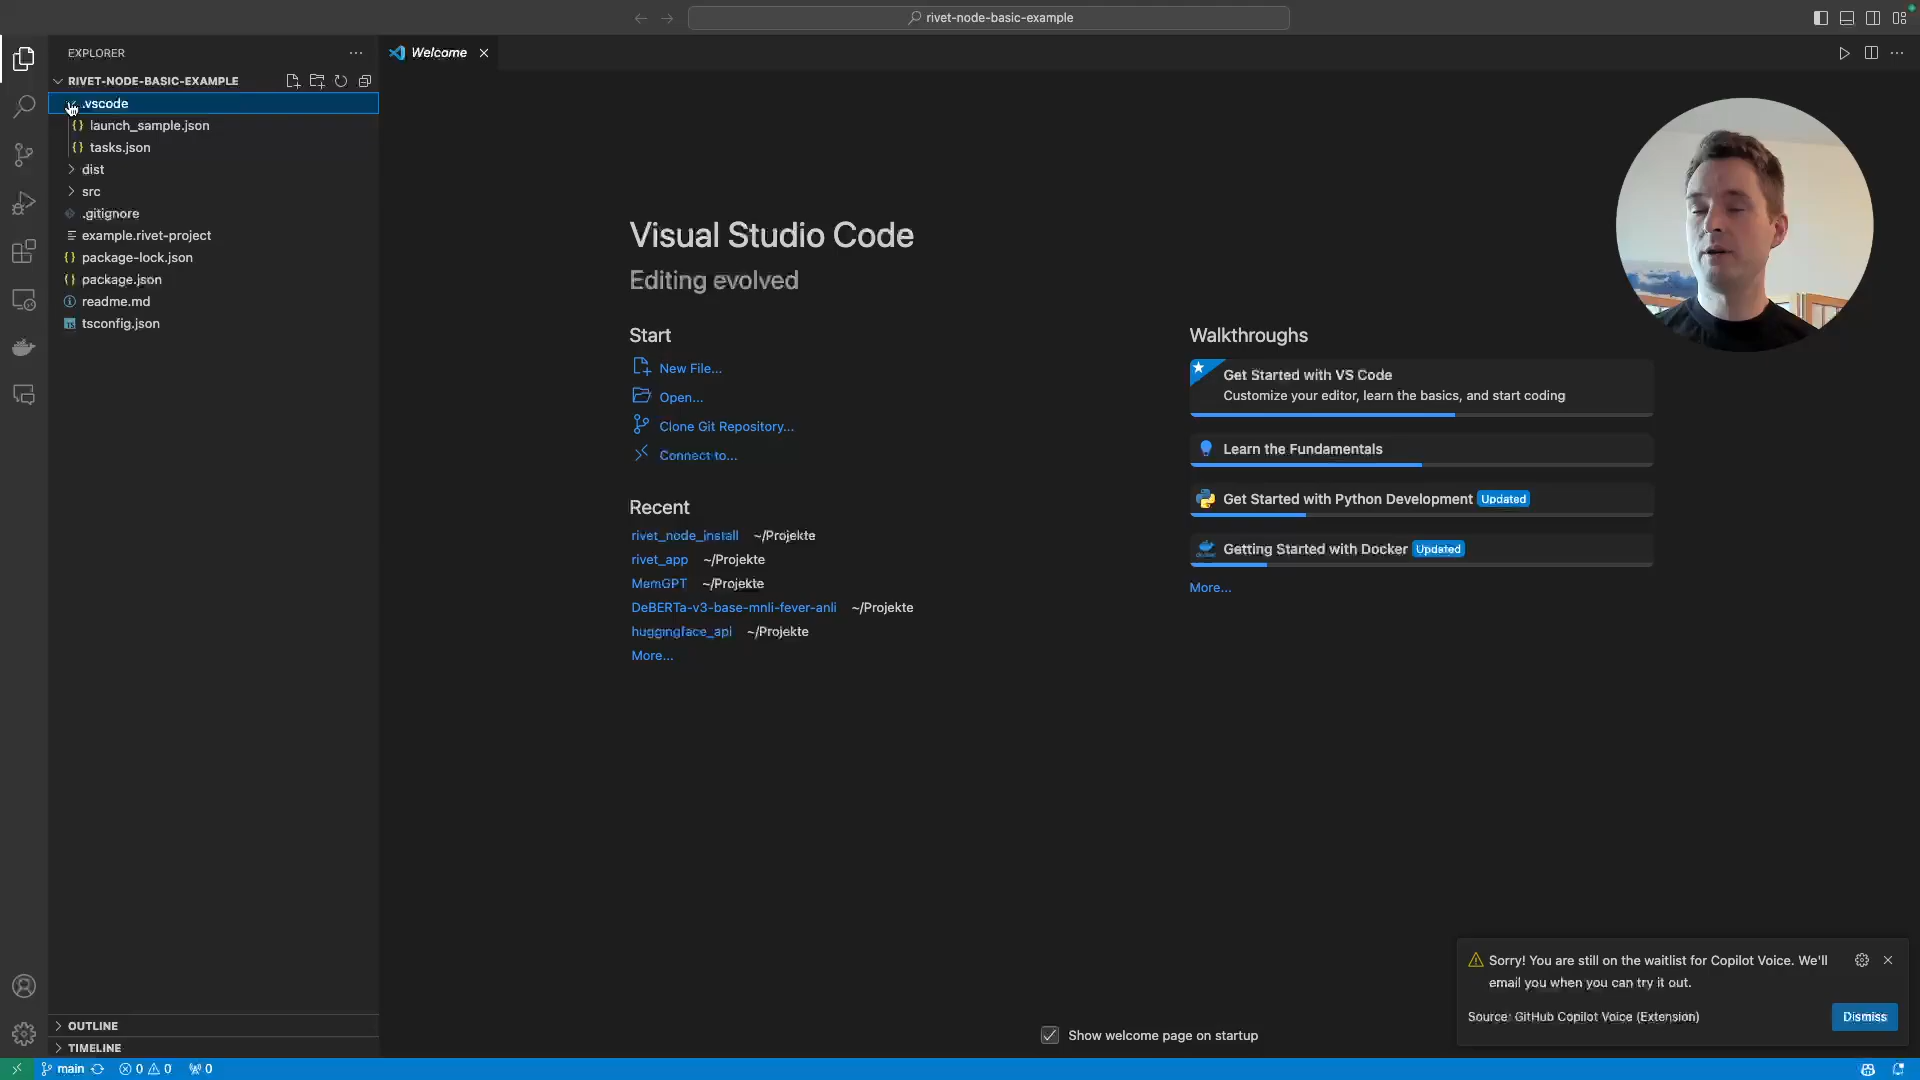 rivet-node-basic-example
EXPLORER
RIVET-NODE-BASIC-EXAMPLE
.vscode
launch_sample.json
tasks.json
dist
src
.gitignore
example.rivet-project
package-lock.json
package.json
readme.md
tsconfig.json
OUTLINE
TIMELINE
Welcome
Visual Studio Code
Editing evolved
Start
New File...
Open...
Clone Git Repository...
Connect to...
Recent
rivet_node_install ~/Projekte
rivet_app ~/Projekte
MemGPT ~/Projekte
DeBERTa-v3-base-mnli-fever-anli ~/Projekte
huggingface_api ~/Projekte
More...
Walkthroughs
Get Started with VS Code
Customize your editor, learn the basics, and start coding
Learn the Fundamentals
Get Started with Python Development Updated
Getting Started with Docker Updated
More...
Show welcome page on startup
Sorry! You are still on the waitlist for Copilot Voice. We'll
email you when you can try it out.
Source: GitHub Copilot Voice (Extension)
Dismiss
main 0 0 0